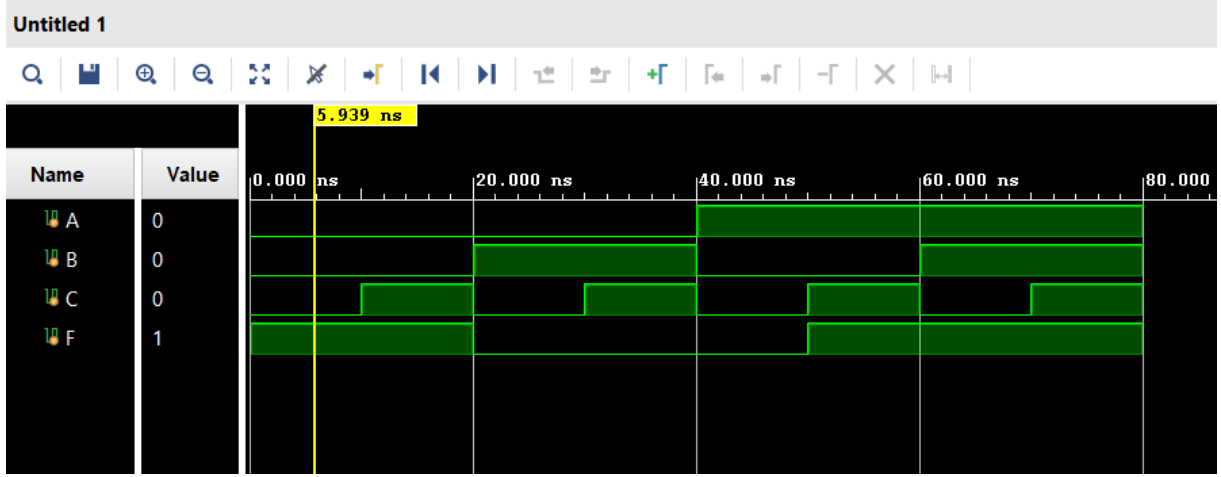 Untitled 1
5.939 ns
Name Value
0.000 ns 20.000 ns 40.000 ns 60.000 ns 80.000
A 0
B 0
C 0
F 1